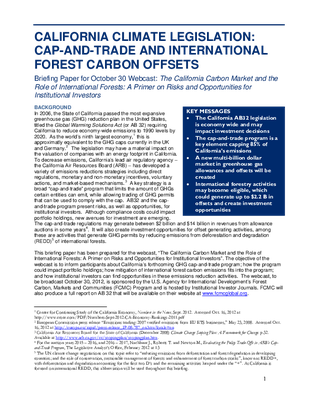 CALIFORNIA CLIMATE LEGISLATION:
CAP-AND-TRADE AND INTERNATIONAL
FOREST CARBON OFFSETS
Briefing Paper for October 30 Webcast: The California Carbon Market and the
Role of International Forests: A Primer on Risks and Opportunities for
Institutional Investors
BACKGROUND
In 2006, the State of California passed the most expansive
greenhouse gas (GHG) reduction plan in the United States,
titled the Global Warming Solutions Act (or AB 32) requiring
California to reduce economy-wide emissions to 1990 levels by
2020. As the world's ninth largest economy,¹ this is
approximately equivalent to the GHG caps currently in the UK
and Germany.² The legislation may have a material impact on
the valuation of companies with an energy footprint in California.
To decrease emissions, California's lead air regulatory agency –
the California Air Resources Board (ARB) – has developed a
variety of emissions reductions strategies including direct
regulations, monetary and non-monetary incentives, voluntary
actions, and market-based mechanisms.³ A key strategy is a
broad "cap-and-trade" program that limits the amount of GHGs
certain entities can emit, while allowing trading of GHG permits
that can be used to comply with the cap. AB32 and the cap-
and-trade program present risks, as well as opportunities, for
institutional investors. Although compliance costs could impact
portfolio holdings, new avenues for investment are emerging.
The cap and trade regulations may generate between $2 billion and $14 billion in revenues from allowance
auctions in some years⁴. It will also create investment opportunities for offset generating activities, among
these are activities that generate GHG permits by reducing emissions from deforestation and degradation
(REDD)⁵ of international forests.
KEY MESSAGES
• The California AB32 legislation
is economy wide and may
impact investment decisions
• The cap-and-trade program is a
key element capping 85% of
California's emissions
• A new multi-billion dollar
market in greenhouse gas
allowances and offsets will be
created
• International forestry activities
may become eligible, which
could generate up to $2.2 B in
offsets and create investment
opportunities
This briefing paper has been prepared for the webcast, "The California Carbon Market and the Role of
International Forests: A Primer on Risks and Opportunities for Institutional Investors". The objective of the
webcast is to inform participants about California's forthcoming GHG cap and trade program; how the program
could impact portfolio holdings; how mitigation of international forest carbon emissions fits into the program;
and how institutional investors can find opportunities in these emissions reduction activities. The webcast, to
be broadcast October 30, 2012, is sponsored by the U.S. Agency for International Development's Forest
Carbon, Markets and Communities (FCMC) Program and is hosted by Institutional Investor Journals. FCMC will
also produce a full report on AB 32 that will be available on their website at www.fcmcglobal.org.
1